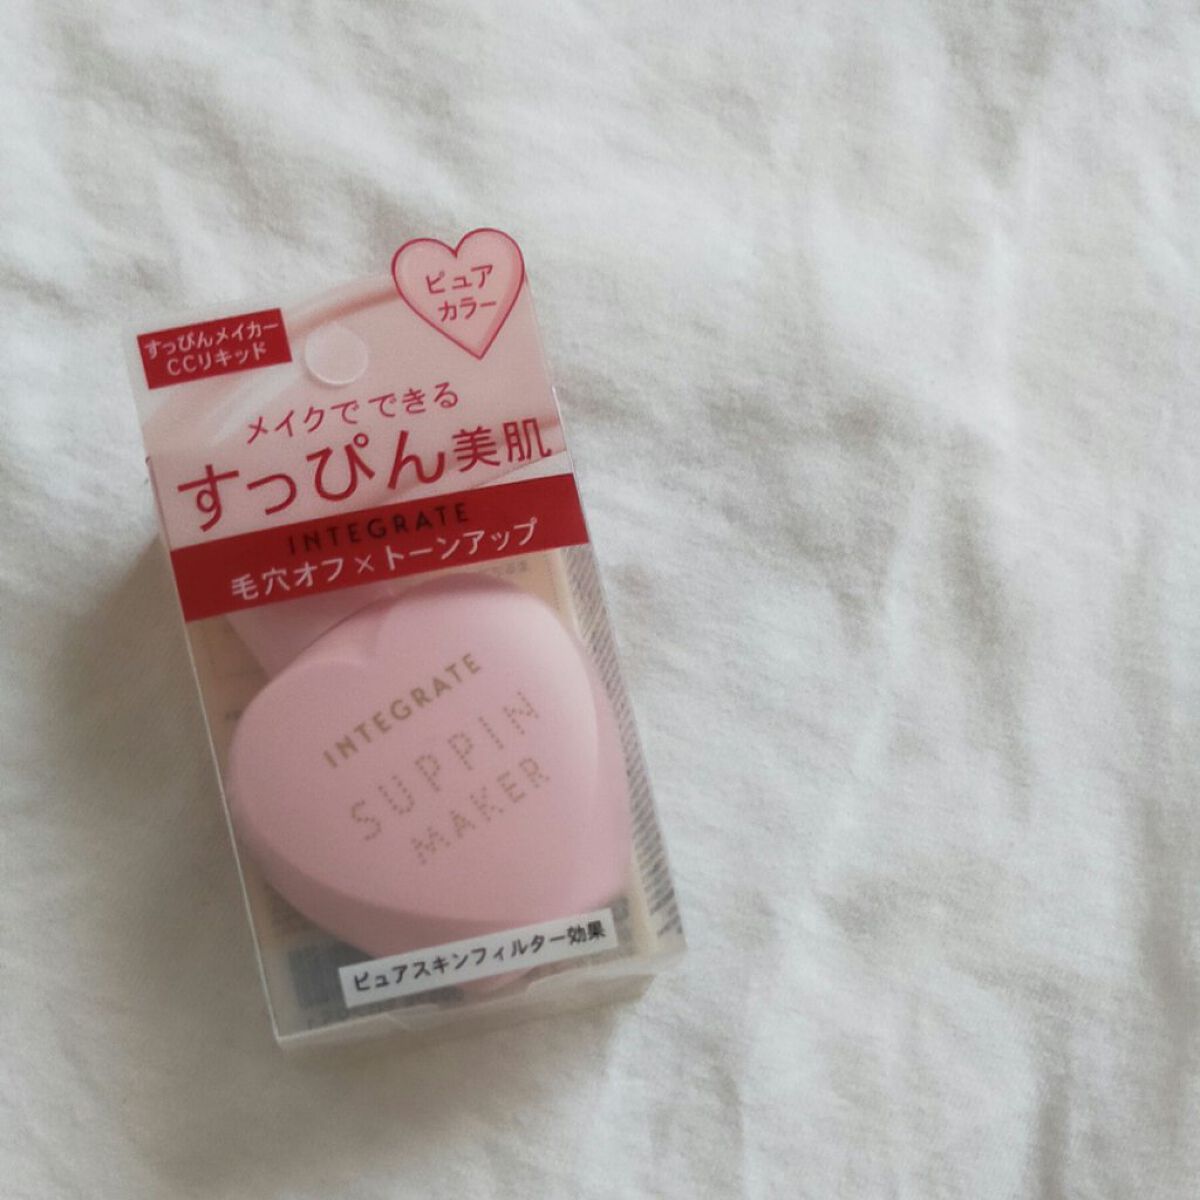 ピュア
カラー
すっぴんメイカー
CCリキッド
メイクでできる
すっぴん美肌
INTEGRATE
毛穴オフ×トーンアップ
INTEGRATE
SUPPIN
MAKER
ピュアスキンフィルター効果